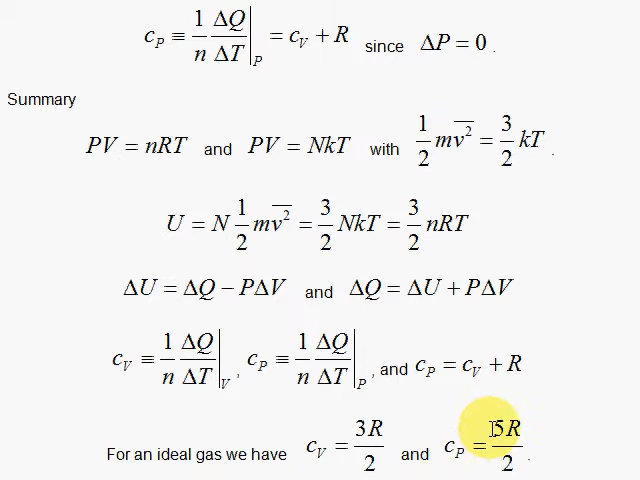 c_P ≡ 1/n ΔQ/ΔT|_P = c_V + R since ΔP = 0 .
Summary
PV = nRT and PV = NkT with 1/2 m\overline{v^2} = 3/2 kT .
U = N 1/2 m\overline{v^2} = 3/2 NkT = 3/2 nRT
ΔU = ΔQ − PΔV and ΔQ = ΔU + PΔV
c_V ≡ 1/n ΔQ/ΔT|_V , c_P ≡ 1/n ΔQ/ΔT|_P , and c_P = c_V + R
For an ideal gas we have c_V = 3R/2 and c_P = 5R/2 .